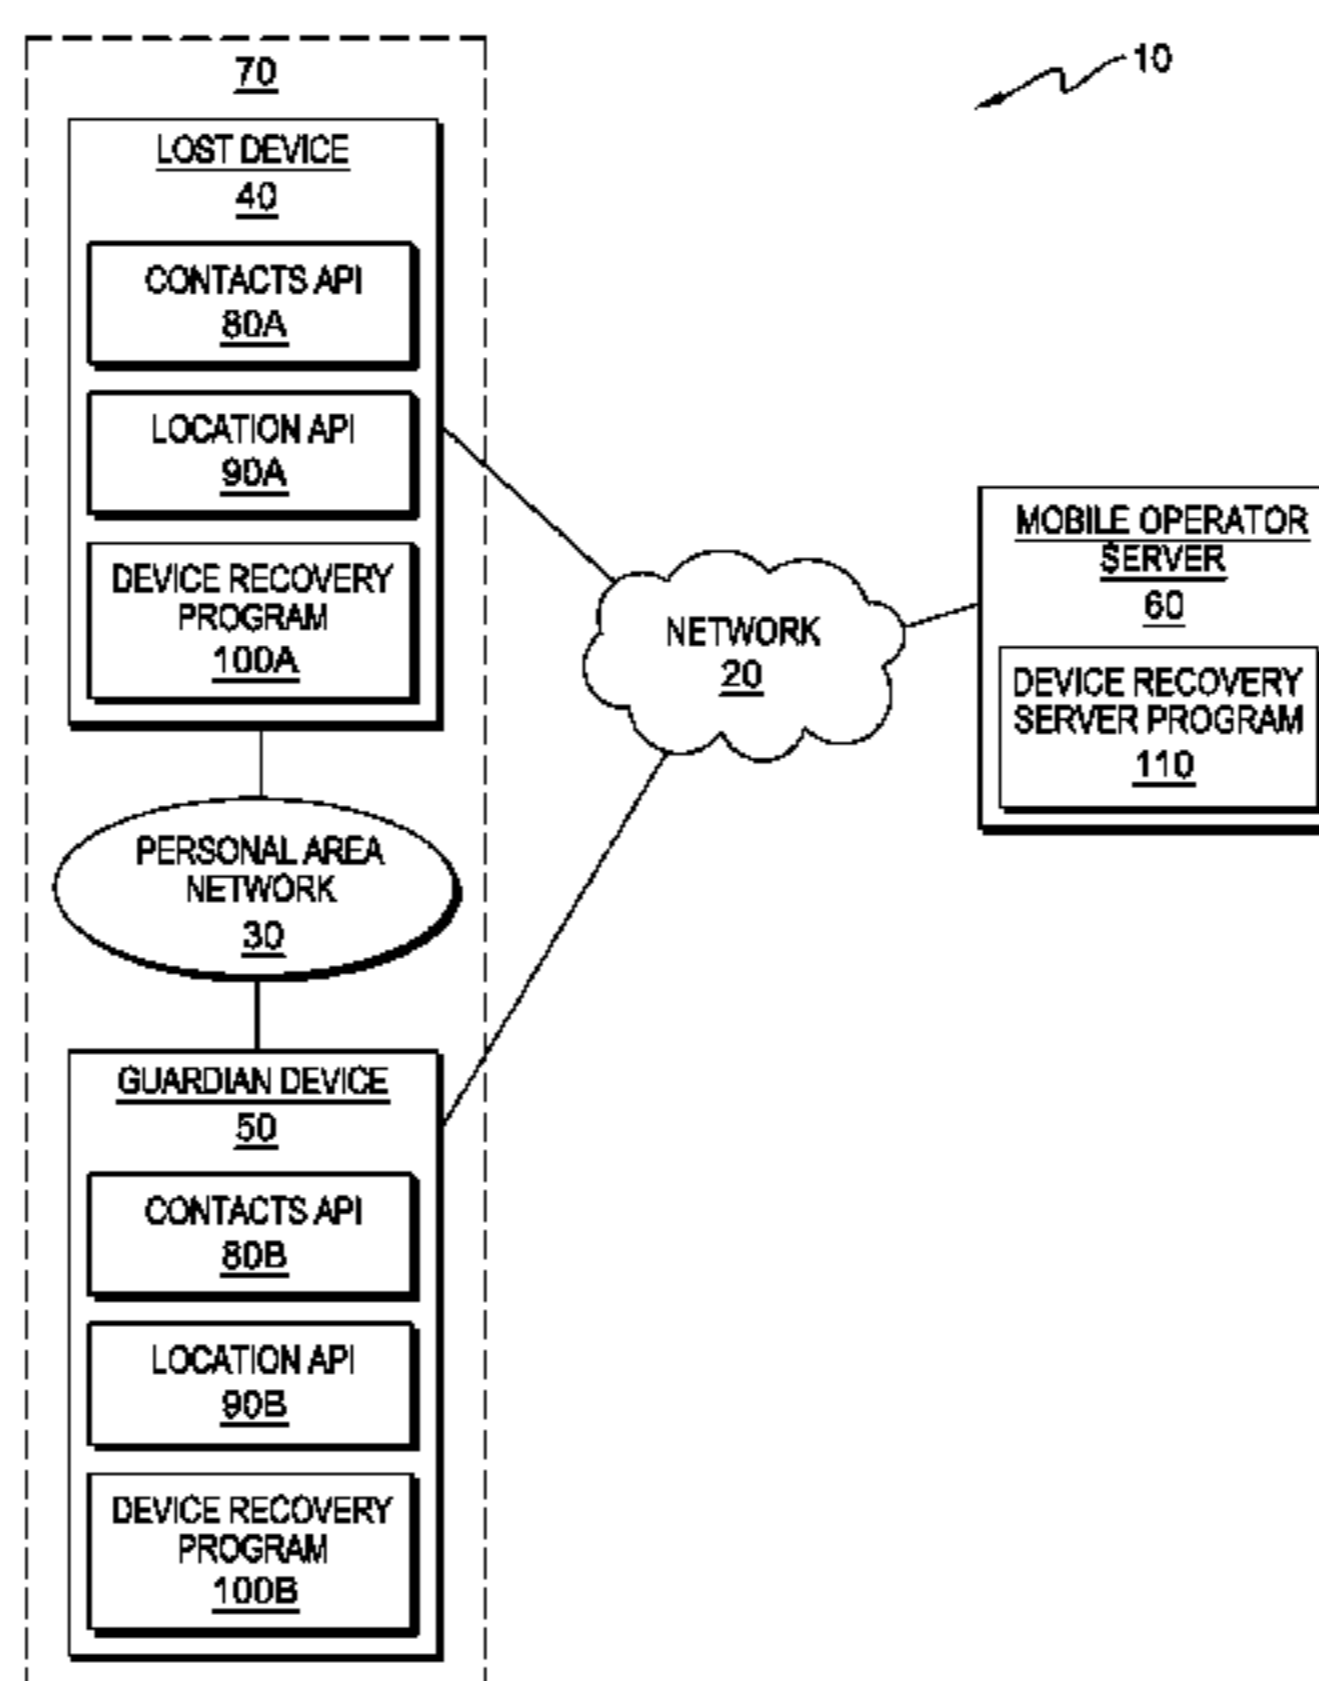 10
70
LOST DEVICE
40
CONTACTS API
80A
LOCATION API
90A
DEVICE RECOVERY
PROGRAM
100A
PERSONAL AREA
NETWORK
30
GUARDIAN DEVICE
50
CONTACTS API
80B
LOCATION API
90B
DEVICE RECOVERY
PROGRAM
100B
NETWORK
20
MOBILE OPERATOR
SERVER
60
DEVICE RECOVERY
SERVER PROGRAM
110